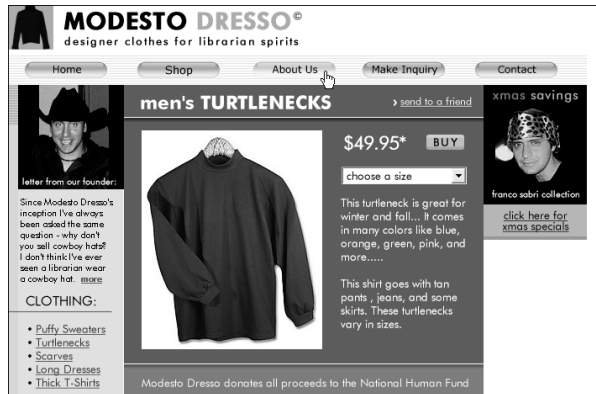 MODESTO DRESSO©
designer clothes for librarian spirits
Home
Shop
About Us
Make Inquiry
Contact
letter from our founder:
Since Modesto Dresso's
inception I've always
been asked the same
question - why don't
you sell cowboy hats?
I don't think I've ever
seen a librarian wear
a cowboy hat. more
CLOTHING:
• Puffy Sweaters
• Turtlenecks
• Scarves
• Long Dresses
• Thick T-Shirts
men's TURTLENECKS
› send to a friend
$49.95*
BUY
choose a size
This turtleneck is great for
winter and fall... It comes
in many colors like blue,
orange, green, pink, and
more.....
This shirt goes with tan
pants , jeans, and some
skirts. These turtlenecks
vary in sizes.
Modesto Dresso donates all proceeds to the National Human Fund
xmas savings
franco sabri collection
click here for
xmas specials